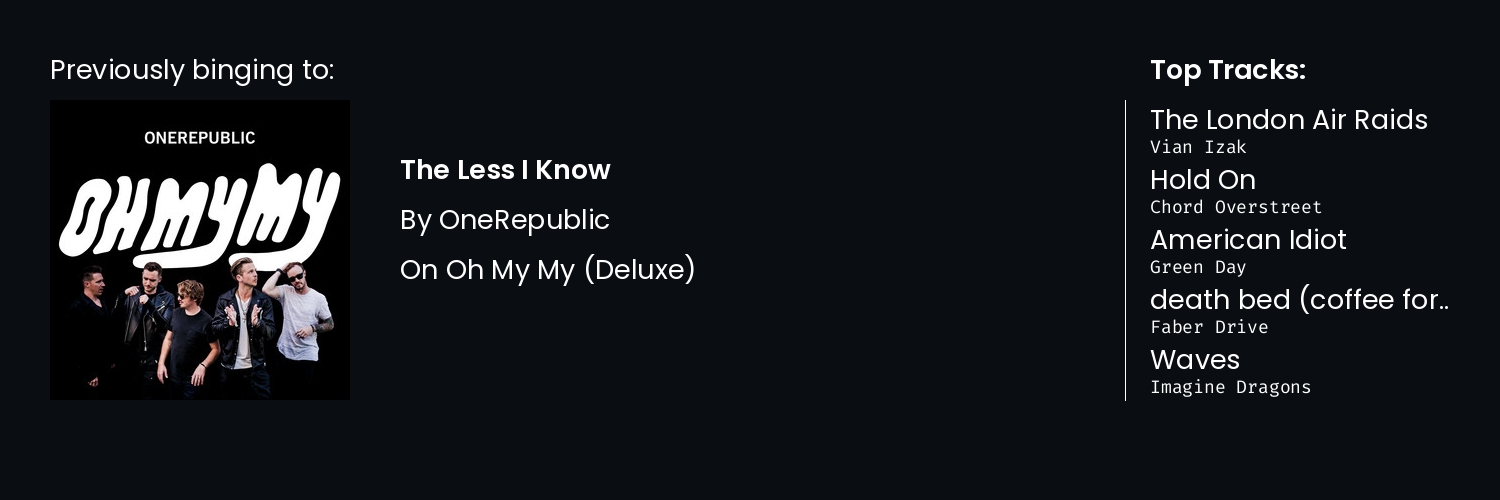 Previously binging to:
ONEREPUBLIC
OH MY MY
The Less I Know
By OneRepublic
On Oh My My (Deluxe)
Top Tracks:
The London Air Raids
Vian Izak
Hold On
Chord Overstreet
American Idiot
Green Day
death bed (coffee for..
Faber Drive
Waves
Imagine Dragons